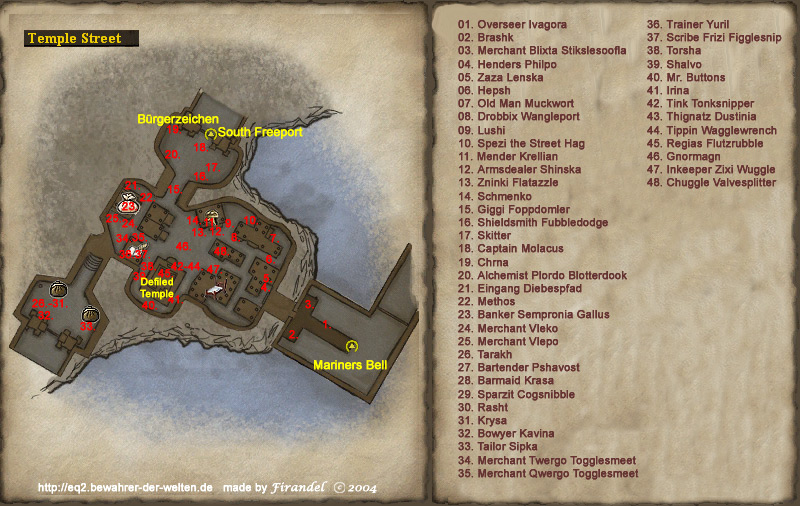 Temple Street
Bürgerzeichen
South Freeport
Defiled
Temple
Mariners Bell
http://eq2.bewahrer-der-welten.de made by Firandel © 2004
01. Overseer Ivagora
02. Brashk
03. Merchant Blixta Stikslesoofla
04. Henders Philpo
05. Zaza Lenska
06. Hepsh
07. Old Man Muckwort
08. Drobbix Wangleport
09. Lushi
10. Spezi the Street Hag
11. Mender Krellian
12. Armsdealer Shinska
13. Zninki Flatazzle
14. Schmenko
15. Giggi Foppdomler
16. Shieldsmith Fubbledodge
17. Skitter
18. Captain Molacus
19. Chrna
20. Alchemist Plordo Blotterdook
21. Eingang Diebespfad
22. Methos
23. Banker Sempronia Gallus
24. Merchant Vleko
25. Merchant Vlepo
26. Tarakh
27. Bartender Pshavost
28. Barmaid Krasa
29. Sparzit Cogsnibble
30. Rasht
31. Krysa
32. Bowyer Kavina
33. Tailor Sipka
34. Merchant Twergo Togglesmeet
35. Merchant Qwergo Togglesmeet
36. Trainer Yuril
37. Scribe Frizi Figglesnip
38. Torsha
39. Shalvo
40. Mr. Buttons
41. Irina
42. Tink Tonksnipper
43. Thignatz Dustinia
44. Tippin Wagglewrench
45. Regias Flutzrubble
46. Gnormagn
47. Inkeeper Zixi Wuggle
48. Chuggle Valvesplitter